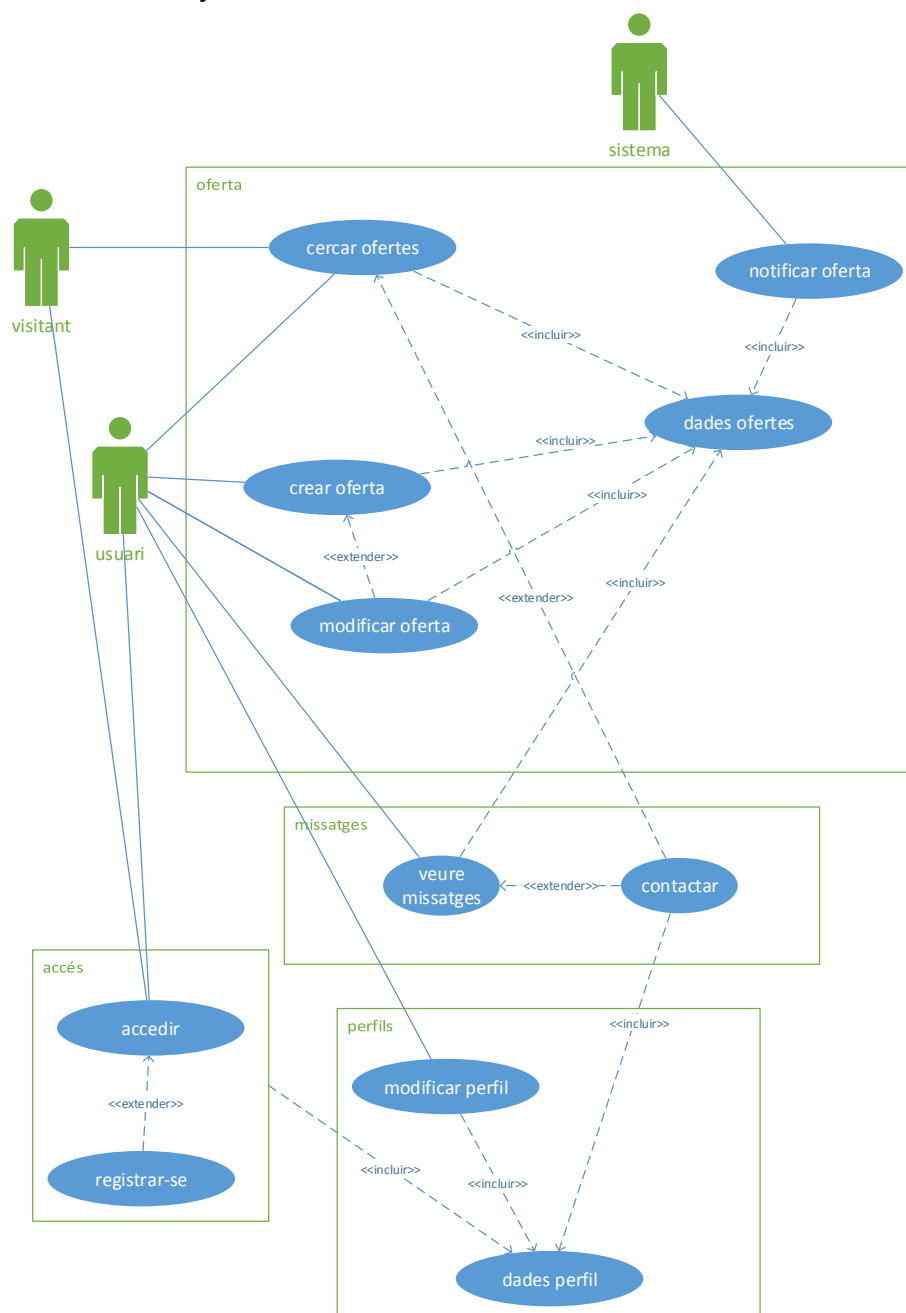 sistema
oferta
cercar ofertes
notificar oferta
visitant
<<incluir>>
<<incluir>>
dades ofertes
<<incluir>>
crear oferta
<<incluir>>
usuari
<<extender>>
<<incluir>>
<<extender>>
modificar oferta
missatges
veure
missatges
<<extender>>
contactar
accés
accedir
perfils
<<incluir>>
modificar perfil
<<extender>>
registrar-se
<<incluir>>
<<incluir>>
dades perfil